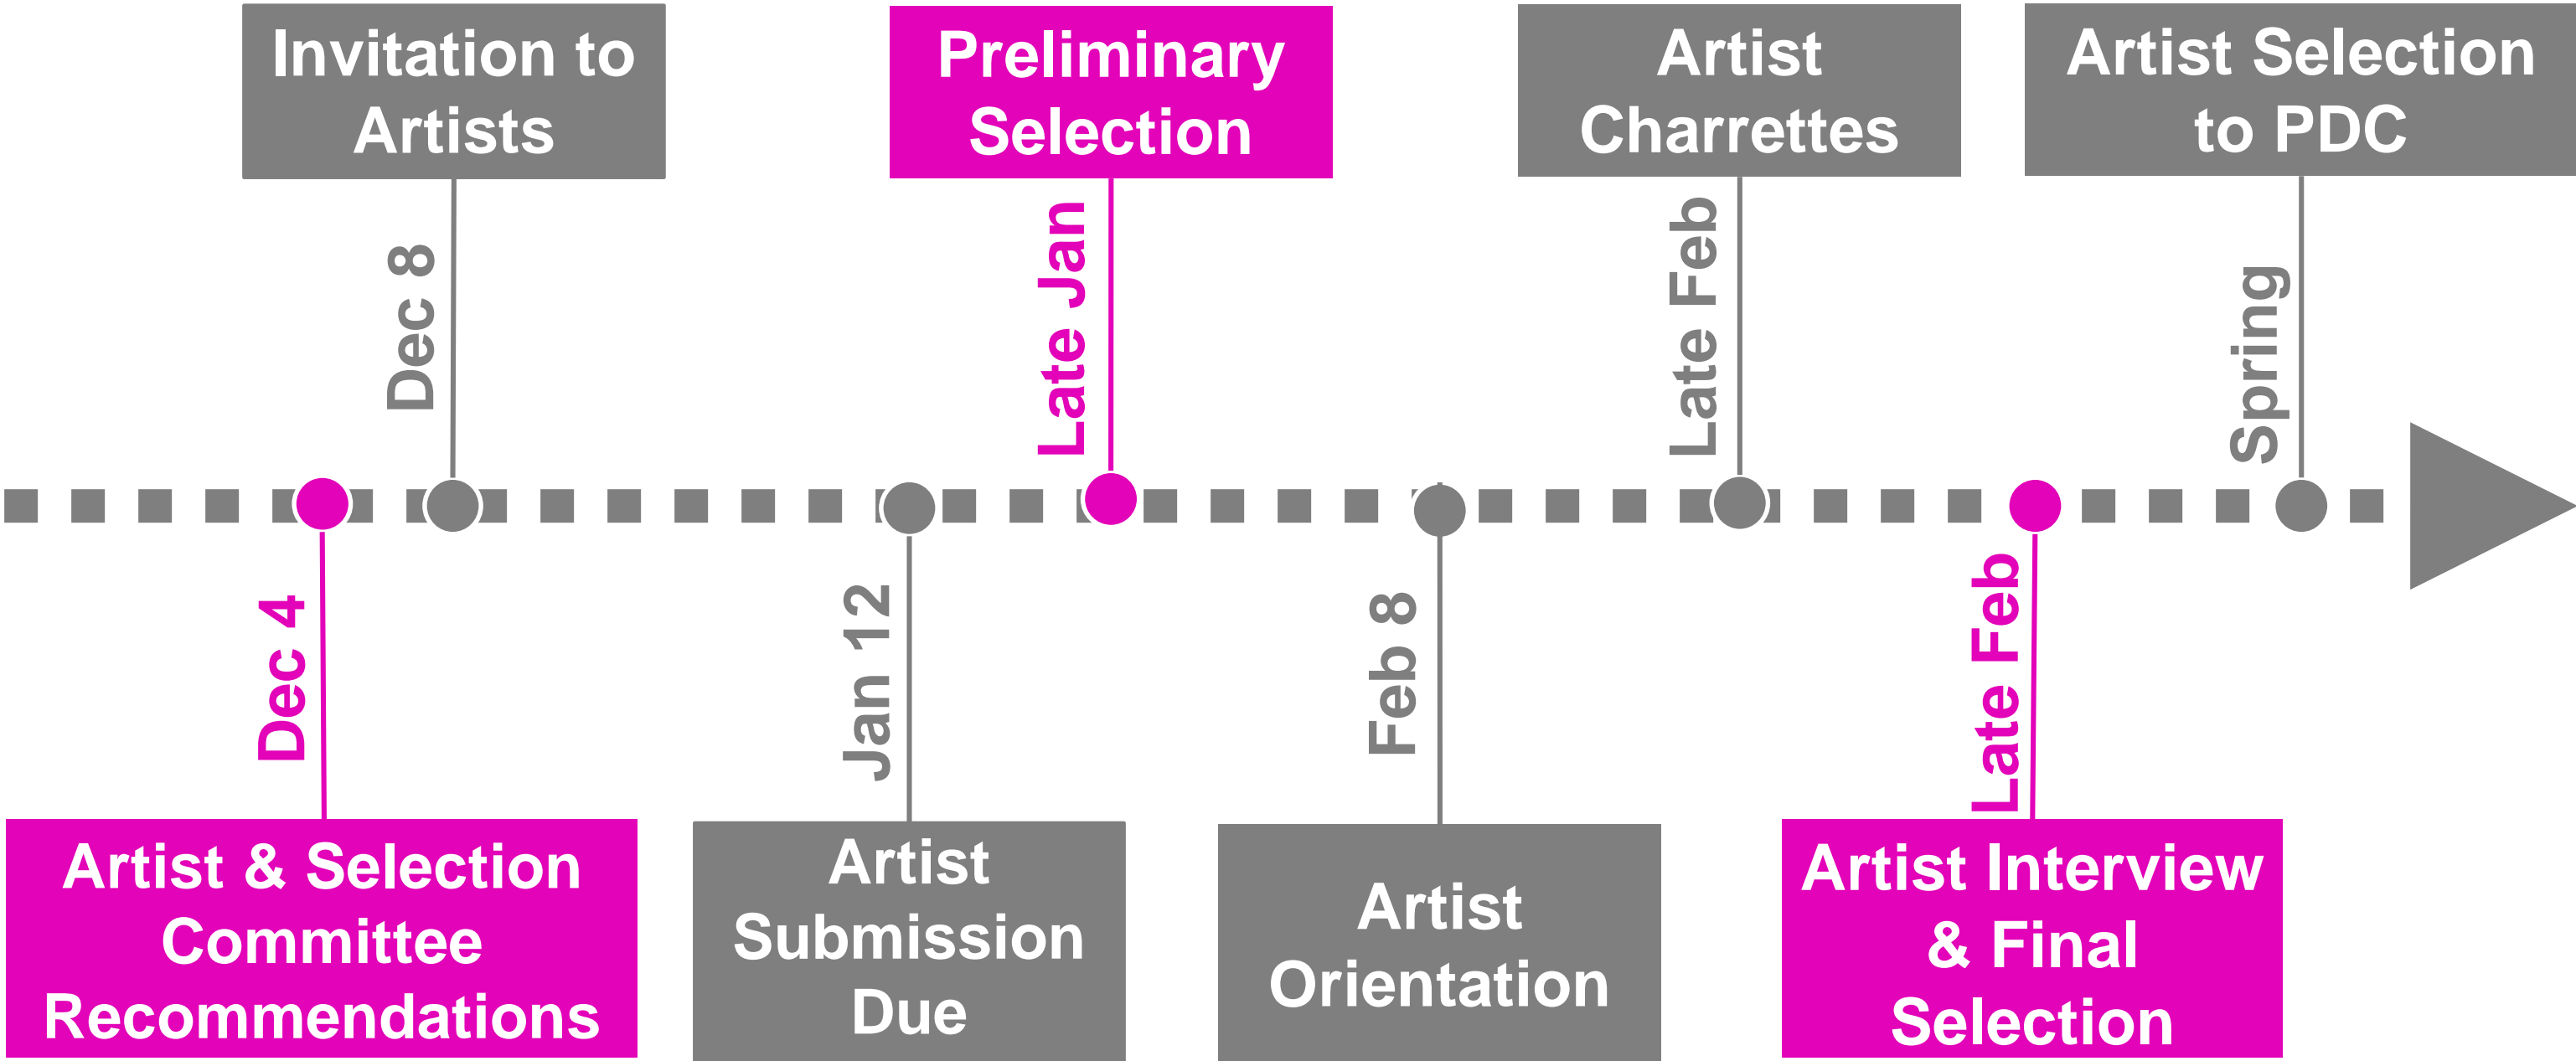 Invitation to
Artists
Preliminary
Selection
Artist
Charrettes
Artist Selection
to PDC
Dec 8
Late Jan
Late Feb
Spring
Dec 4
Jan 12
Feb 8
Late Feb
Artist & Selection
Committee
Recommendations
Artist
Submission
Due
Artist
Orientation
Artist Interview
& Final
Selection